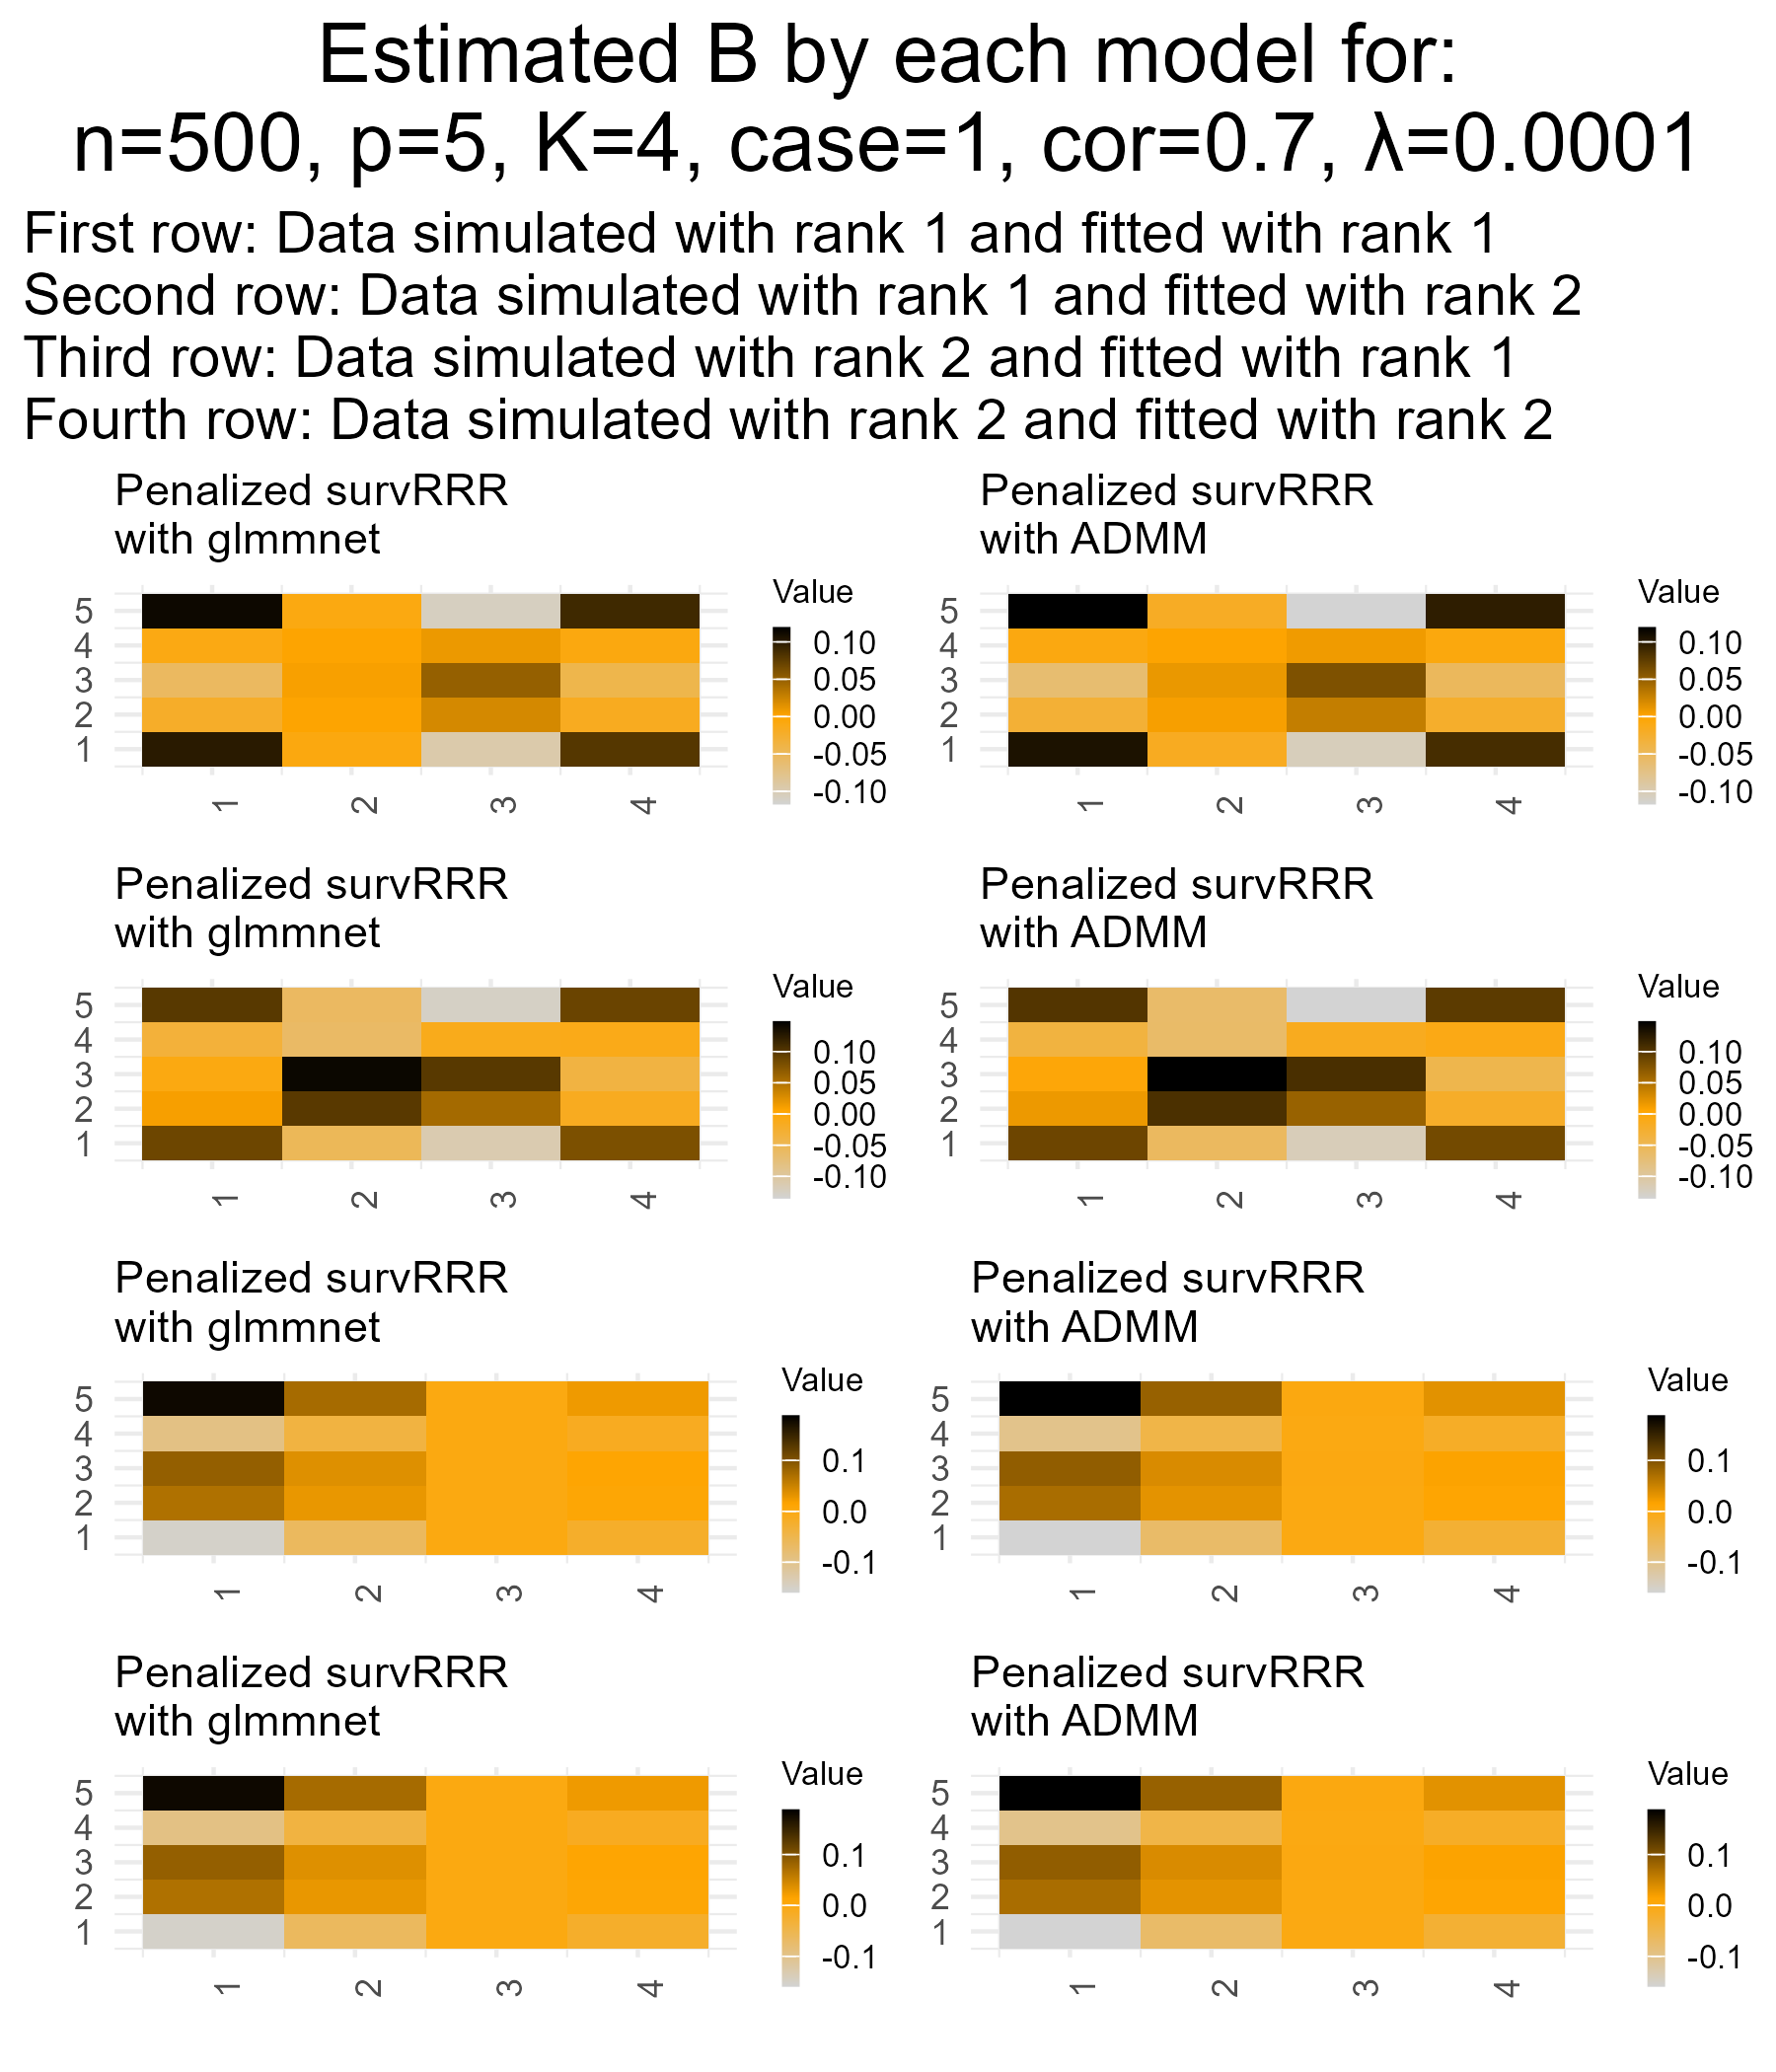 Estimated B by each model for:
n=500, p=5, K=4, case=1, cor=0.7, λ=0.0001
First row: Data simulated with rank 1 and fitted with rank 1
Second row: Data simulated with rank 1 and fitted with rank 2
Third row: Data simulated with rank 2 and fitted with rank 1
Fourth row: Data simulated with rank 2 and fitted with rank 2
Penalized survRRR
with glmmnet
Value
5
4
3
2
1
0.10
0.05
0.00
-0.05
-0.10
1 2 3 4
Penalized survRRR
with ADMM
Value
5
4
3
2
1
0.10
0.05
0.00
-0.05
-0.10
1 2 3 4
Penalized survRRR
with glmmnet
Value
5
4
3
2
1
0.10
0.05
0.00
-0.05
-0.10
1 2 3 4
Penalized survRRR
with ADMM
Value
5
4
3
2
1
0.10
0.05
0.00
-0.05
-0.10
1 2 3 4
Penalized survRRR
with glmmnet
Value
5
4
3
2
1
0.1
0.0
-0.1
1 2 3 4
Penalized survRRR
with ADMM
Value
5
4
3
2
1
0.1
0.0
-0.1
1 2 3 4
Penalized survRRR
with glmmnet
Value
5
4
3
2
1
0.1
0.0
-0.1
1 2 3 4
Penalized survRRR
with ADMM
Value
5
4
3
2
1
0.1
0.0
-0.1
1 2 3 4